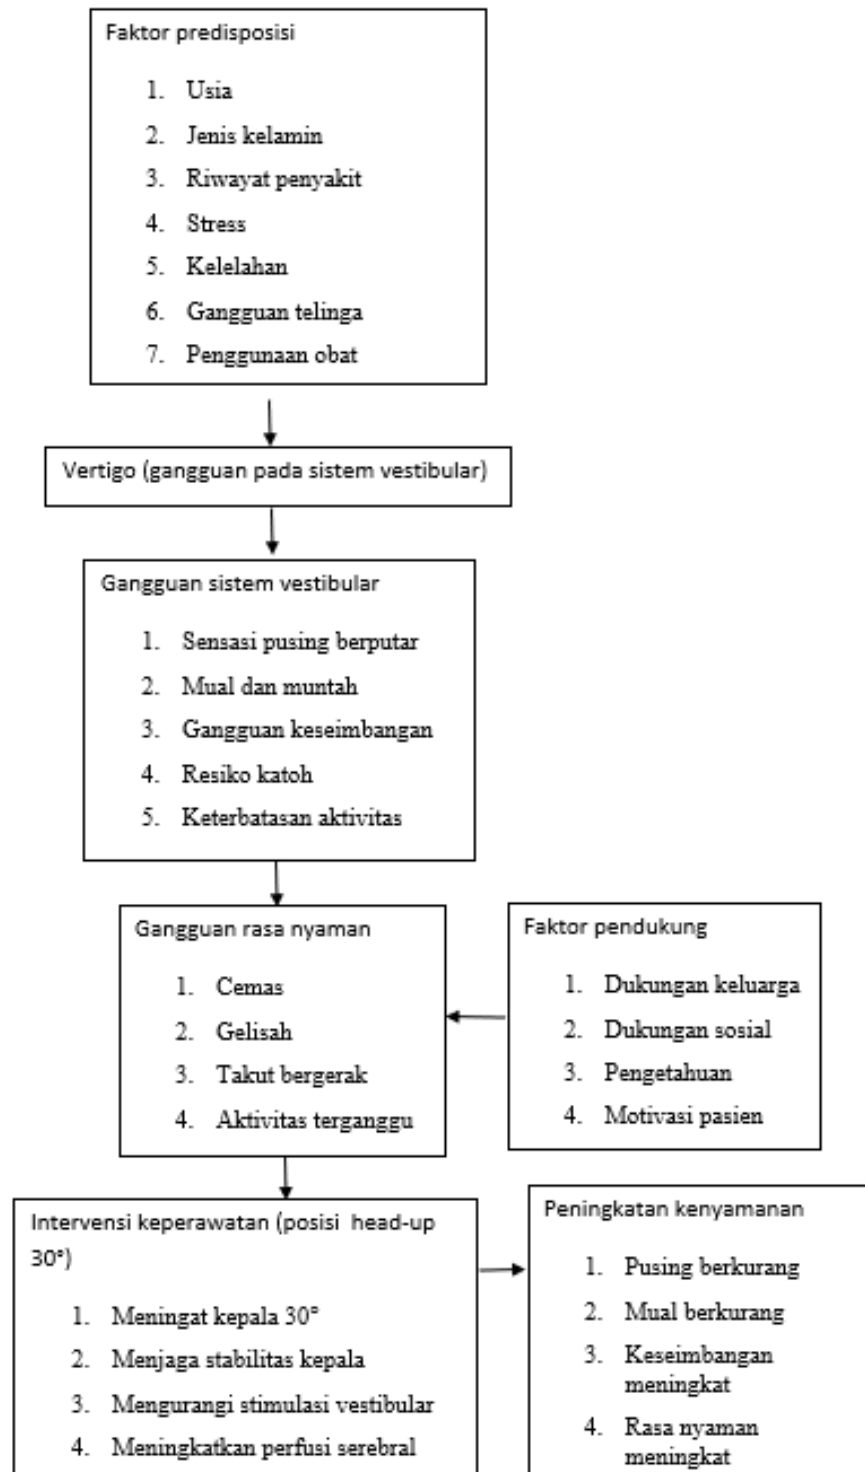 Faktor predisposisi
1. Usia
2. Jenis kelamin
3. Riwayat penyakit
4. Stress
5. Kelelahan
6. Gangguan telinga
7. Penggunaan obat
Vertigo (gangguan pada sistem vestibular)
Gangguan sistem vestibular
1. Sensasi pusing berputar
2. Mual dan muntah
3. Gangguan keseimbangan
4. Resiko katoh
5. Keterbatasan aktivitas
Gangguan rasa nyaman
1. Cemas
2. Gelisah
3. Takut bergerak
4. Aktivitas terganggu
Faktor pendukung
1. Dukungan keluarga
2. Dukungan sosial
3. Pengetahuan
4. Motivasi pasien
Intervensi keperawatan (posisi head-up
30°)
1. Meningat kepala 30°
2. Menjaga stabilitas kepala
3. Mengurangi stimulasi vestibular
4. Meningkatkan perfusi serebral
Peningkatan kenyamanan
1. Pusing berkurang
2. Mual berkurang
3. Keseimbangan
meningkat
4. Rasa nyaman
meningkat